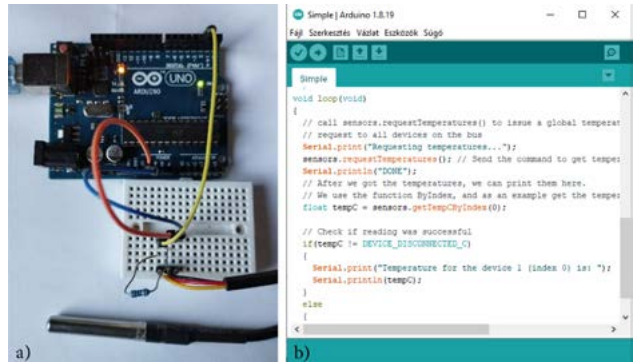 ARDUINO
UNO
a)
Simple | Arduino 1.8.19
Fájl Szerkesztés Vázlat Eszközök Súgó
Simple
void loop(void)
{
// call sensors.requestTemperatures() to issue a global temperat
// request to all devices on the bus
Serial.print("Requesting temperatures...");
sensors.requestTemperatures(); // Send the command to get temper
Serial.println("DONE");
// After we got the temperatures, we can print them here.
// We use the function ByIndex, and as an example get the temper
float tempC = sensors.getTempCByIndex(0);
// Check if reading was successful
if(tempC != DEVICE_DISCONNECTED_C)
{
Serial.print("Temperature for the device 1 (index 0) is: ");
Serial.println(tempC);
}
else
{
b)